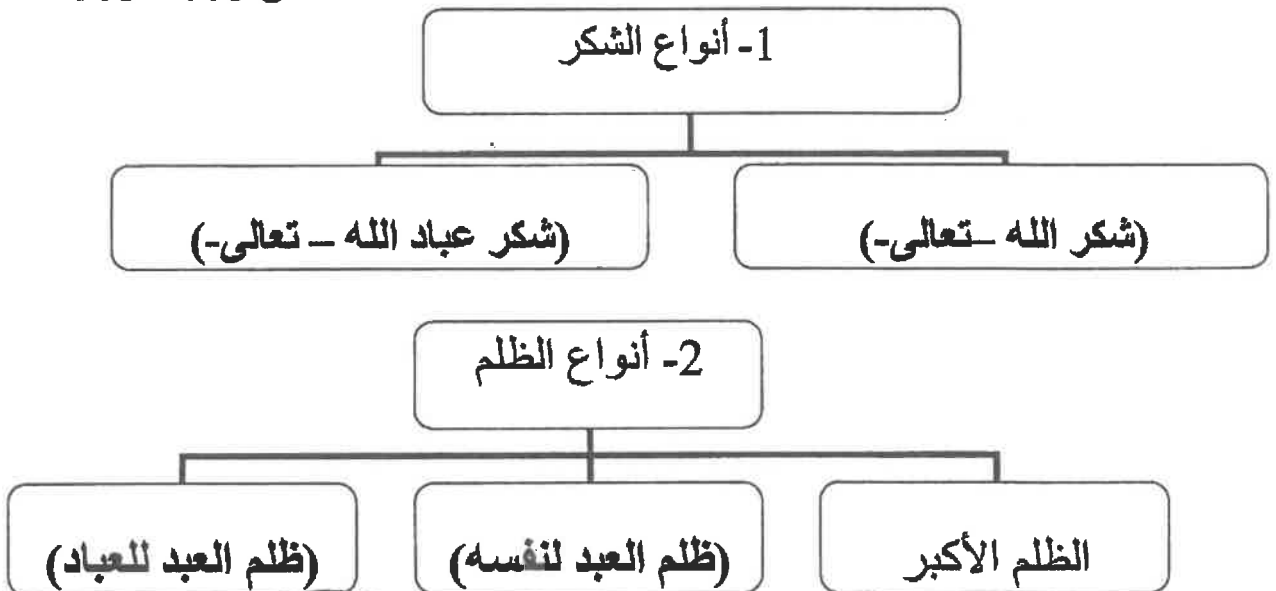 1- أنواع الشكر
(شكر الله –تعالى-)
(شكر عباد الله – تعالى-)
2- أنواع الظلم
الظلم الأكبر
(ظلم العبد لنفسه)
(ظلم العبد للعباد)